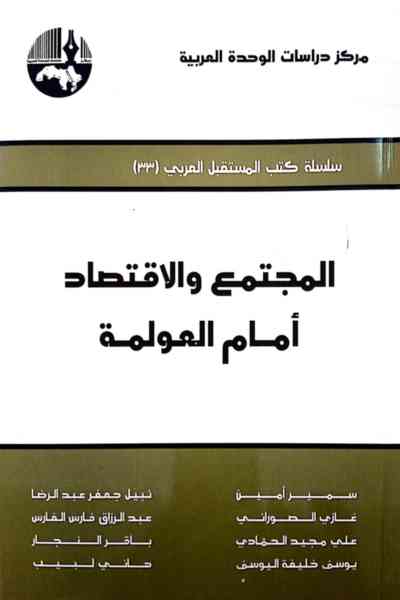 مركز دراسات الوحدة العربية
سلسلة كتب المستقبل العربي (٣٣)
المجتمع والاقتصاد
أمام العولمة
سمير أمين
غازي الصوراني
علي مجيد الحمادي
يوسف خليفة اليوسف
نبيل جعفر عبد الرضا
عبد الرزاق فارس الفارس
باقر النجار
هاني لبيب